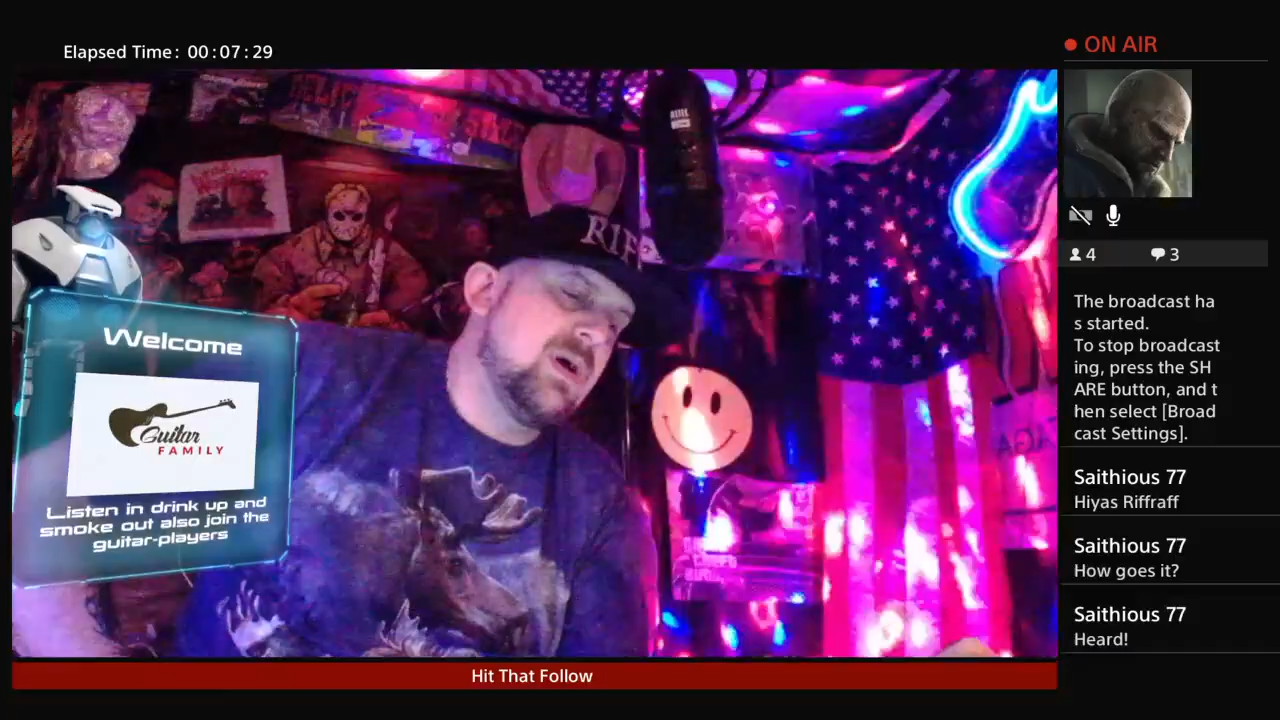 Elapsed Time: 00:07:29
ON AIR
4
3
RIF
Welcome
Guitar
FAMILY
Listen in drink up and
smoke out also join the
guitar-players
The broadcast ha
s started.
To stop broadcast
ing, press the SH
ARE button, and t
hen select [Broad
cast Settings].
Saithious 77
Hiyas Riffraff
Saithious 77
How goes it?
Saithious 77
Heard!
Hit That Follow